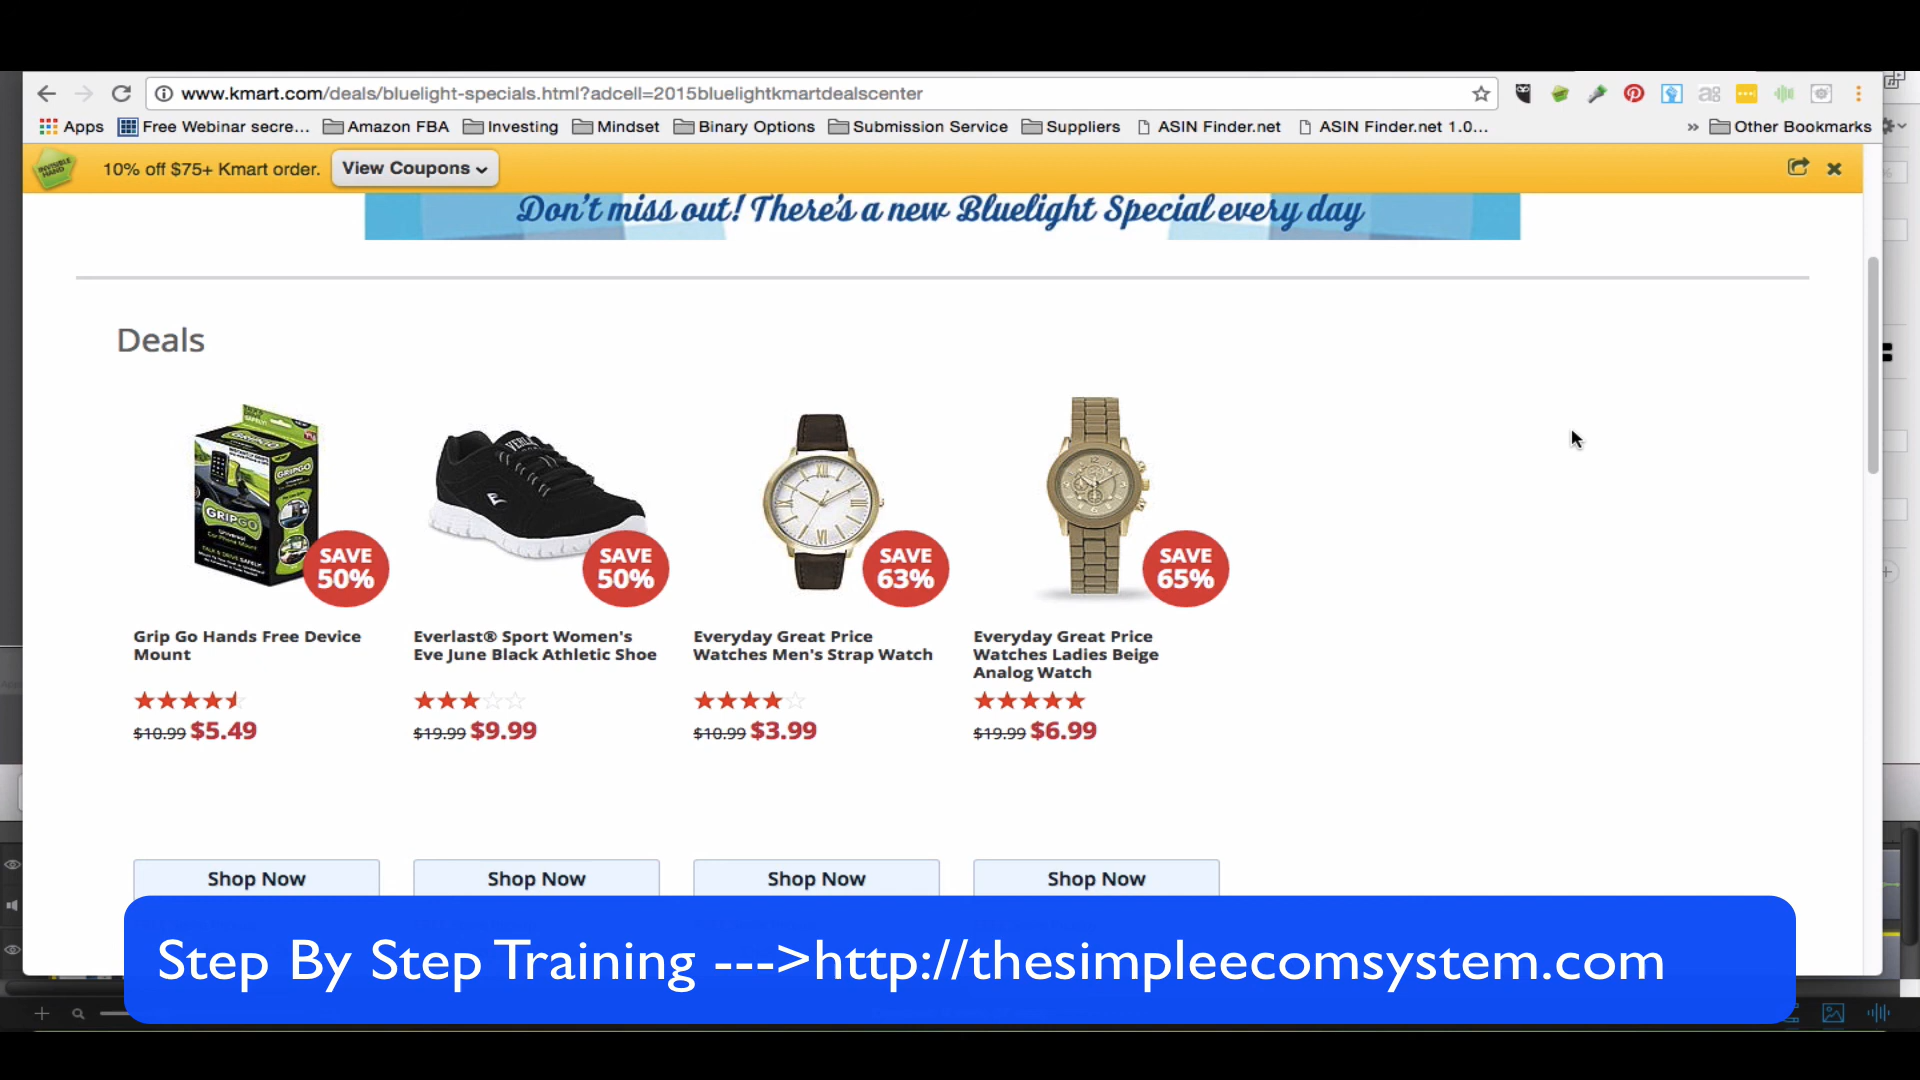 www.kmart.com/deals/bluelight-specials.html?adcell=2015bluelightkmartdealscenter
Apps Free Webinar secre... Amazon FBA Investing Mindset Binary Options Submission Service Suppliers ASIN Finder.net ASIN Finder.net 1.0... » Other Bookmarks
INVISIBLE HAND 10% off $75+ Kmart order. View Coupons
Don't miss out! There's a new Bluelight Special every day
Deals
GRIPGO
SAVE 50%
SAVE 50%
SAVE 63%
SAVE 65%
Grip Go Hands Free Device Mount
Everlast® Sport Women's Eve June Black Athletic Shoe
Everyday Great Price Watches Men's Strap Watch
Everyday Great Price Watches Ladies Beige Analog Watch
$10.99 $5.49
$19.99 $9.99
$10.99 $3.99
$19.99 $6.99
Shop Now Shop Now Shop Now Shop Now
Step By Step Training --->http://thesimpleecomsystem.com